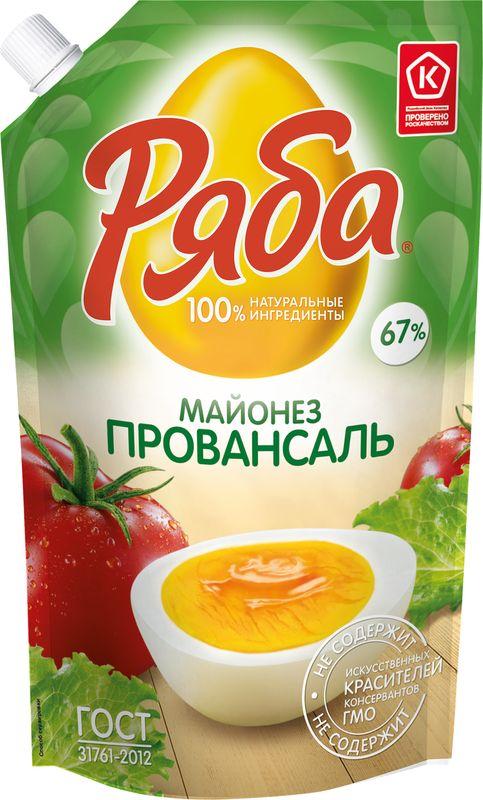 К
ПРОВЕРЕНО
РОСКАЧЕСТВОМ
Ряба®
100% НАТУРАЛЬНЫЕ
ИНГРЕДИЕНТЫ
67%
МАЙОНЕЗ
ПРОВАНСАЛЬ
НЕ СОДЕРЖИТ
ИСКУССТВЕННЫХ
КРАСИТЕЛЕЙ
КОНСЕРВАНТОВ
ГМО
НЕ СОДЕРЖИТ
ГОСТ
31761-2012